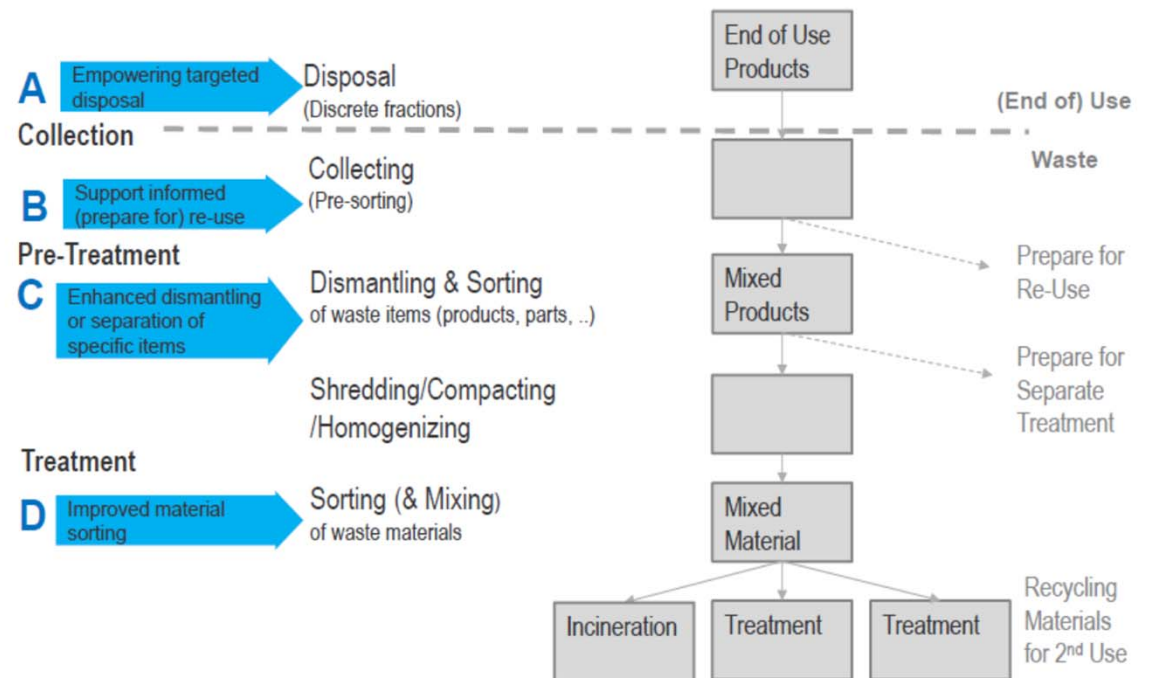 End of Use
Products
A
Empowering targeted
disposal
Disposal
(Discrete fractions)
(End of) Use
Collection
Waste
Collecting
(Pre-sorting)
B
Support informed
(prepare for) re-use
Pre-Treatment
Prepare for
Re-Use
C
Enhanced dismantling
or separation of
specific items
Dismantling & Sorting
of waste items (products, parts, ..)
Mixed
Products
Prepare for
Separate
Treatment
Shredding/Compacting
/Homogenizing
Treatment
D
Improved material
sorting
Sorting (& Mixing)
of waste materials
Mixed
Material
Incineration
Treatment
Treatment
Recycling
Materials
for 2nd Use